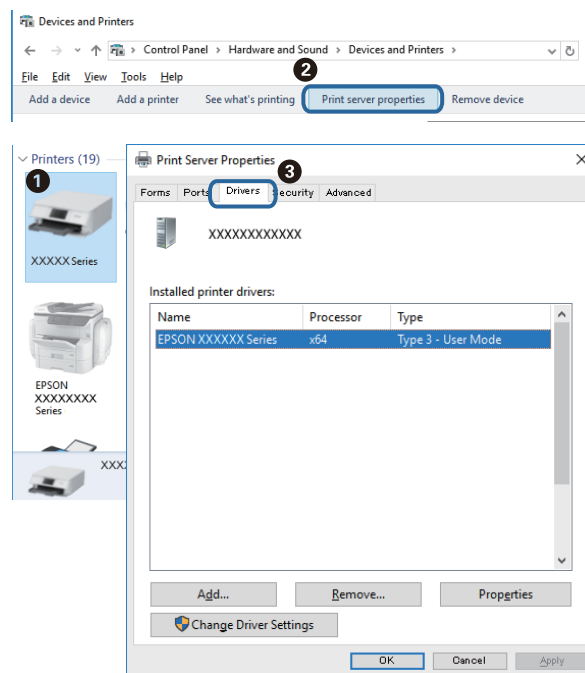 Devices and Printers
Control Panel > Hardware and Sound > Devices and Printers >
2
File Edit View Tools Help
Add a device Add a printer See what's printing Print server properties Remove device
Printers (19)
1
XXXXX Series
EPSON
XXXXXXXX
Series
XXX
Print Server Properties
3
Forms Ports Drivers Security Advanced
XXXXXXXXXXXX
Installed printer drivers:
Name Processor Type
EPSON XXXXXX Series x64 Type 3 - User Mode
Add... Remove... Properties
Change Driver Settings
OK Cancel Apply